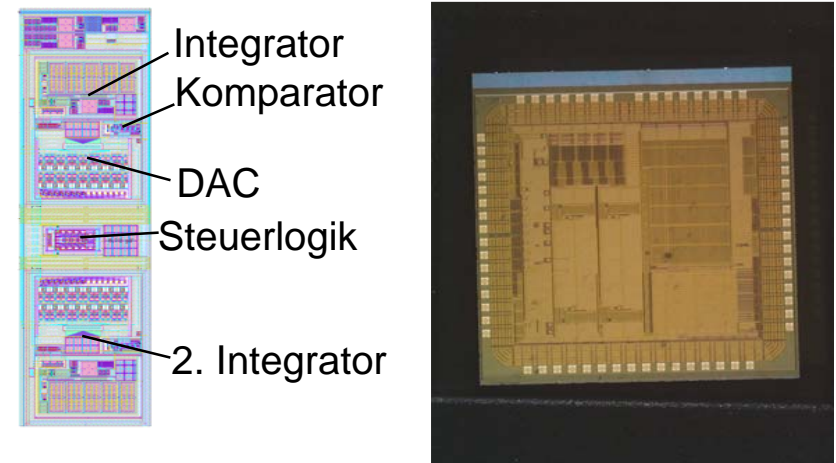 Integrator
Komparator
DAC
Steuerlogik
2. Integrator